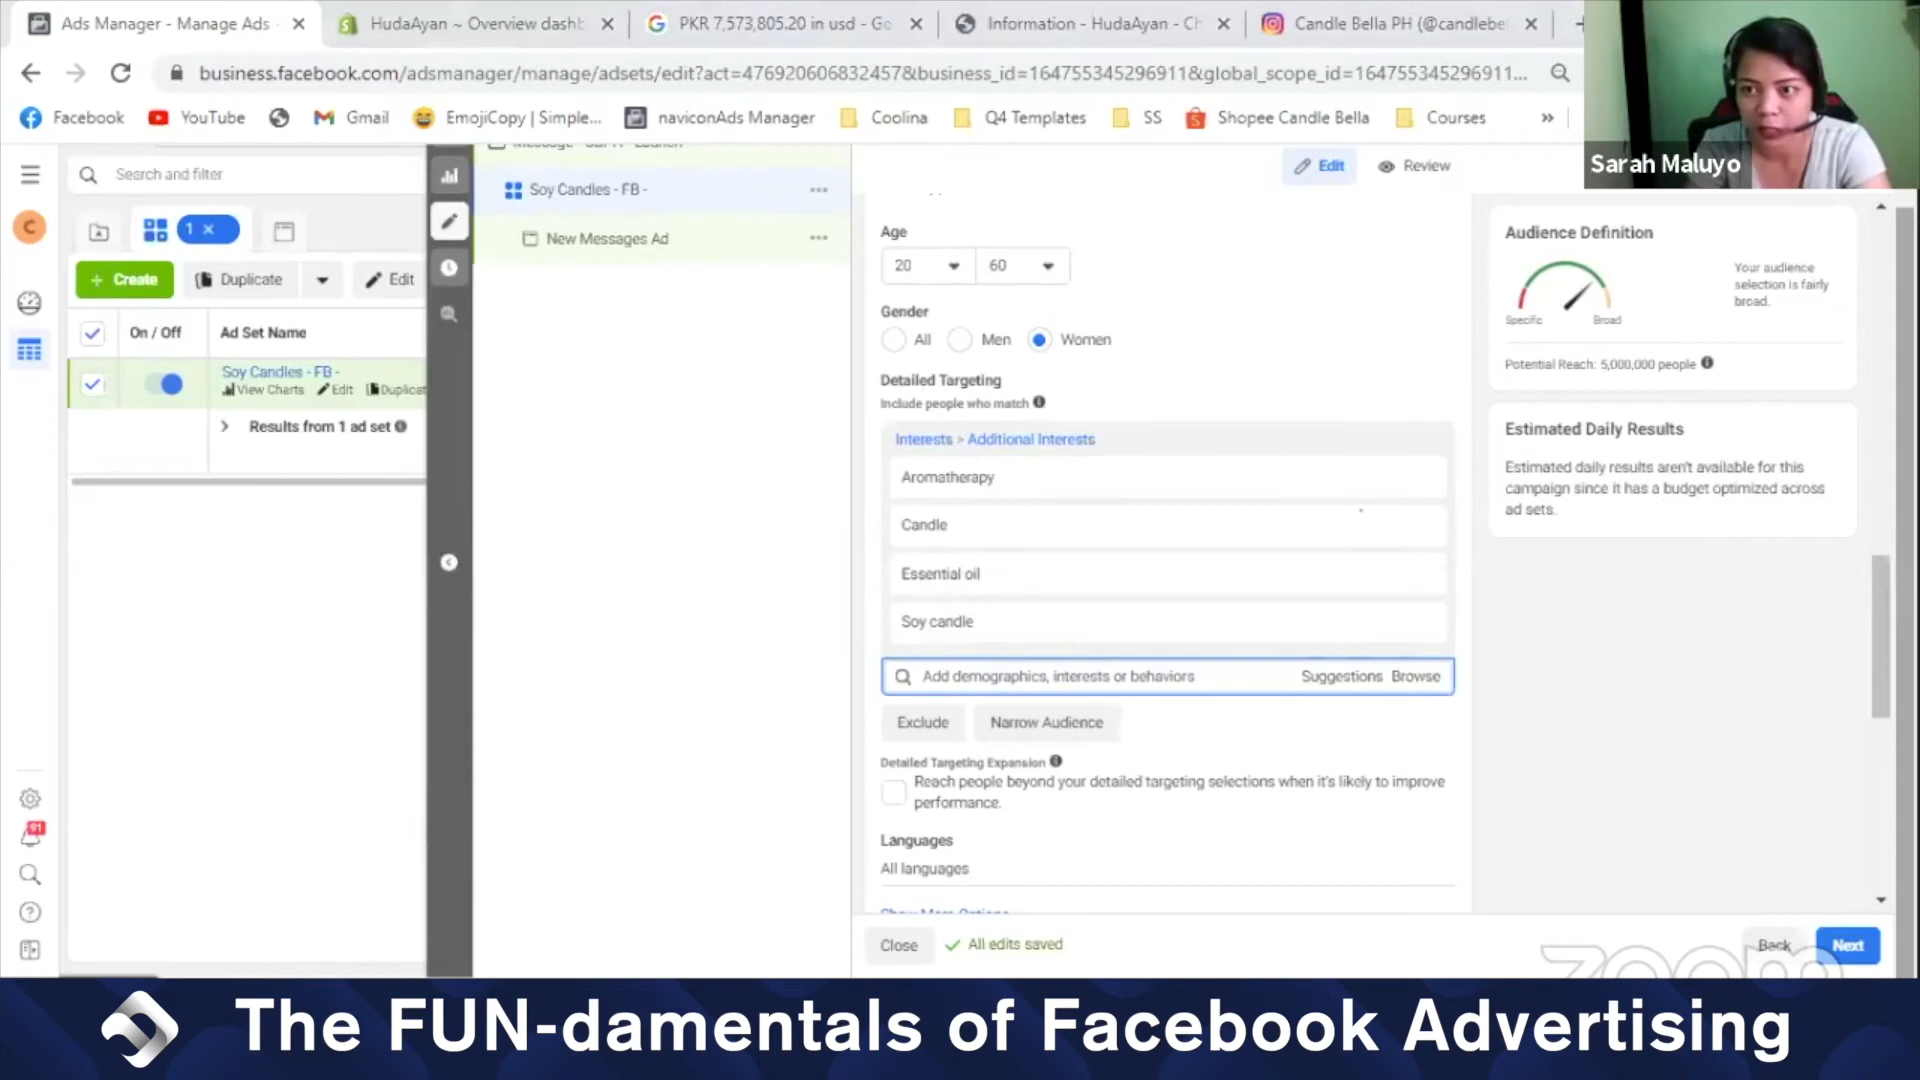 Ads Manager - Manage Ads -
HudaAyan ~ Overview dashb
PKR 7,573,805.20 in usd - Go
Information - HudaAyan - Ch
Candle Bella PH (@candlebe
business.facebook.com/adsmanager/manage/adsets/edit?act=476920606832457&business_id=164755345296911&global_scope_id=164755345296911...
Facebook
YouTube
Gmail
EmojiCopy | Simple...
naviconAds Manager
Coolina
Q4 Templates
SS
Shopee Candle Bella
Courses
»
Sarah Maluyo
C
Search and filter
1 ×
+ Create
Duplicate
Edit
On / Off
Ad Set Name
Soy Candles - FB -
View Charts
Edit
Duplicat
Results from 1 ad set
91
Soy Candles - FB -
New Messages Ad
Edit
Review
Age
20
60
Gender
All
Men
Women
Detailed Targeting
Include people who match
Interests > Additional Interests
Aromatherapy
Candle
Essential oil
Soy candle
Add demographics, interests or behaviors
Suggestions
Browse
Exclude
Narrow Audience
Detailed Targeting Expansion
Reach people beyond your detailed targeting selections when it's likely to improve
performance.
Languages
All languages
Show More Options
Close
All edits saved
Back
Next
Audience Definition
Your audience
selection is fairly
broad.
Specific
Broad
Potential Reach: 5,000,000 people
Estimated Daily Results
Estimated daily results aren't available for this
campaign since it has a budget optimized across
ad sets.
zoom
The FUN-damentals of Facebook Advertising